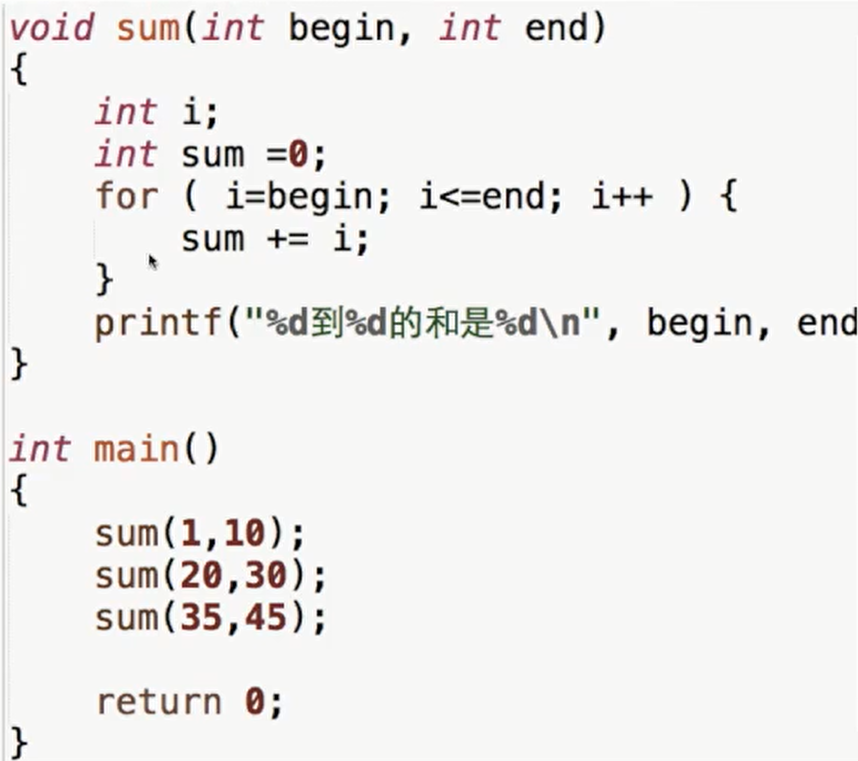 void sum(int begin, int end)
{
    int i;
    int sum =0;
    for ( i=begin; i<=end; i++ ) {
        sum += i;
    }
    printf("%d到%d的和是%d\n", begin, end
}

int main()
{
    sum(1,10);
    sum(20,30);
    sum(35,45);

    return 0;
}